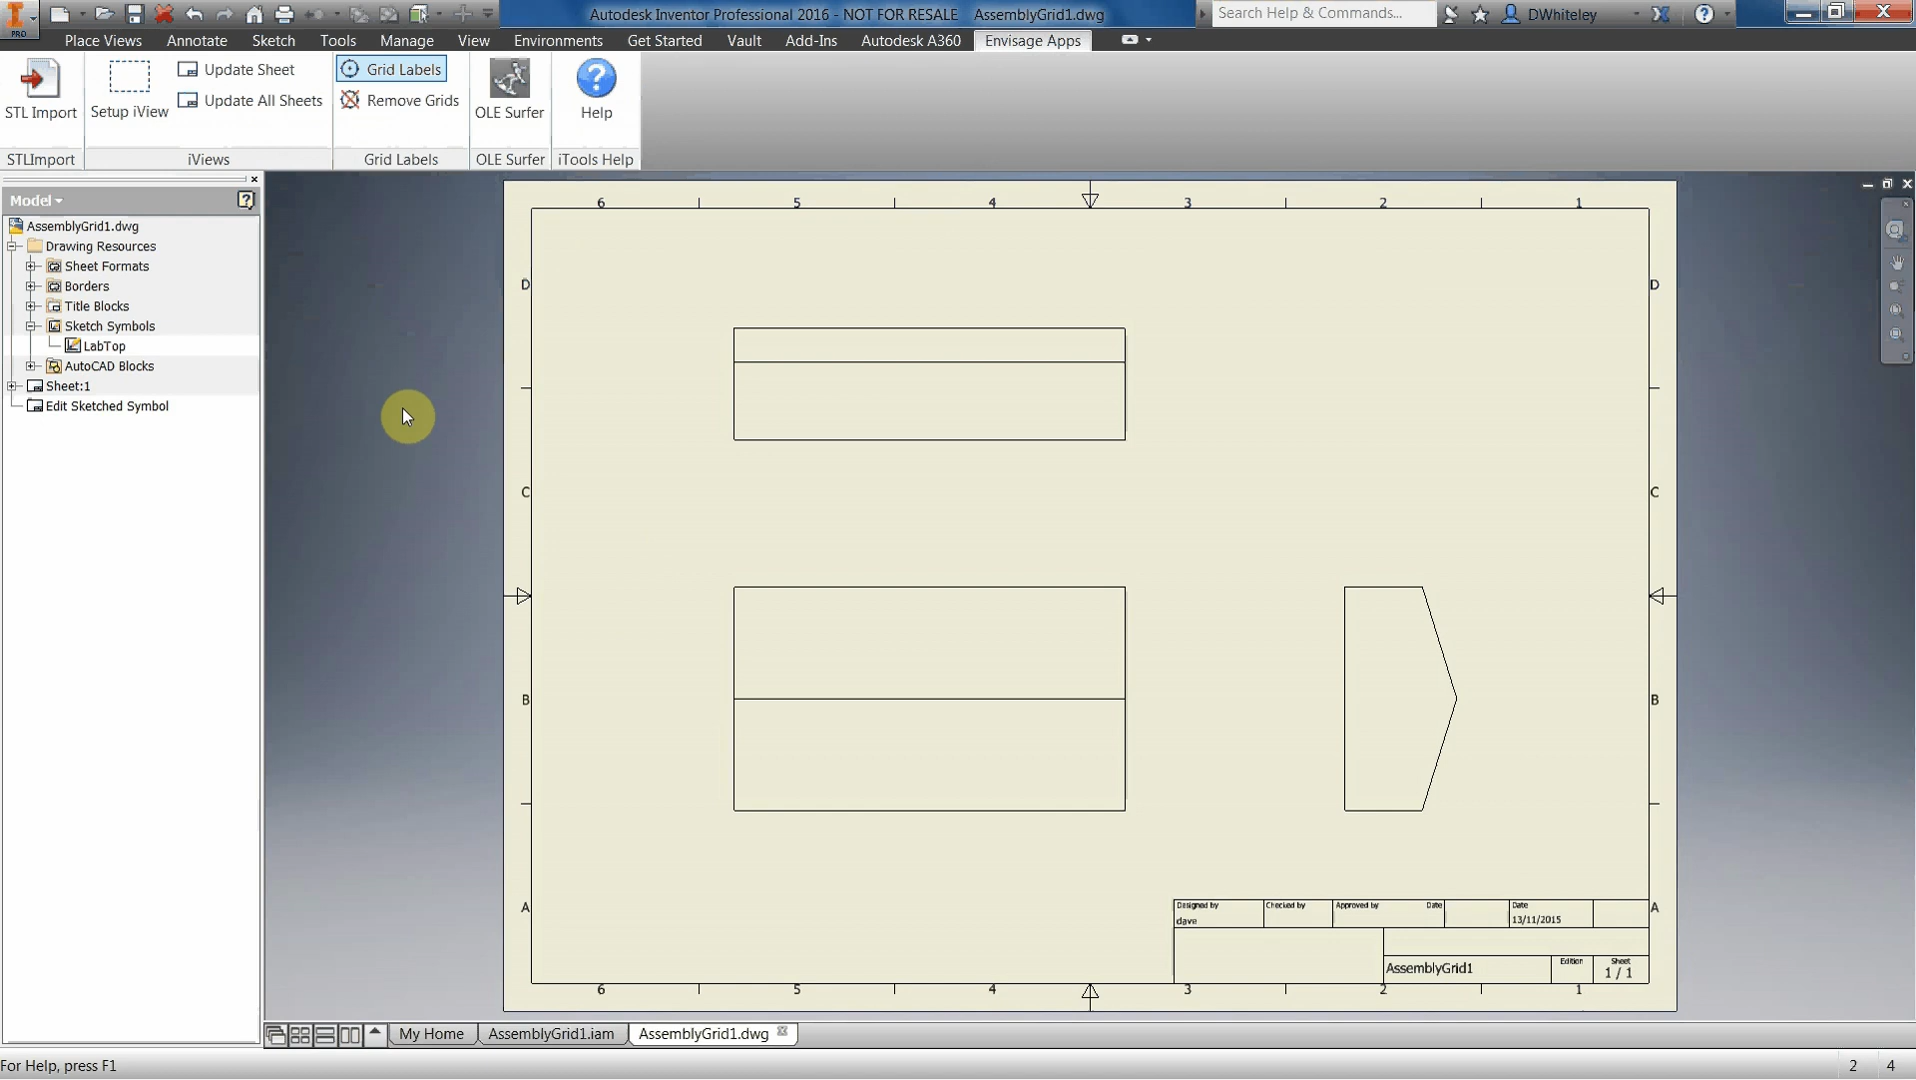 Autodesk Inventor Professional 2016 - NOT FOR RESALE AssemblyGrid1.dwg
Search Help & Commands...
DWhiteley
PRO
Place Views Annotate Sketch Tools Manage View Environments Get Started Vault Add-Ins Autodesk A360 Envisage Apps
Update Sheet
Grid Labels
Update All Sheets
Remove Grids
STL Import
Setup iView
OLE Surfer
Help
STLImport iViews Grid Labels OLE Surfer iTools Help
Model
AssemblyGrid1.dwg
Drawing Resources
Sheet Formats
Borders
Title Blocks
Sketch Symbols
LabTop
AutoCAD Blocks
Sheet:1
Edit Sketched Symbol
6 5 4 3 2 1
D D
C C
B B
A A
Designed by Checked by Approved by Date Date
dave 13/11/2015
Edition Sheet
AssemblyGrid1 1 / 1
6 5 4 3 2 1
My Home AssemblyGrid1.iam AssemblyGrid1.dwg
For Help, press F1
2 4